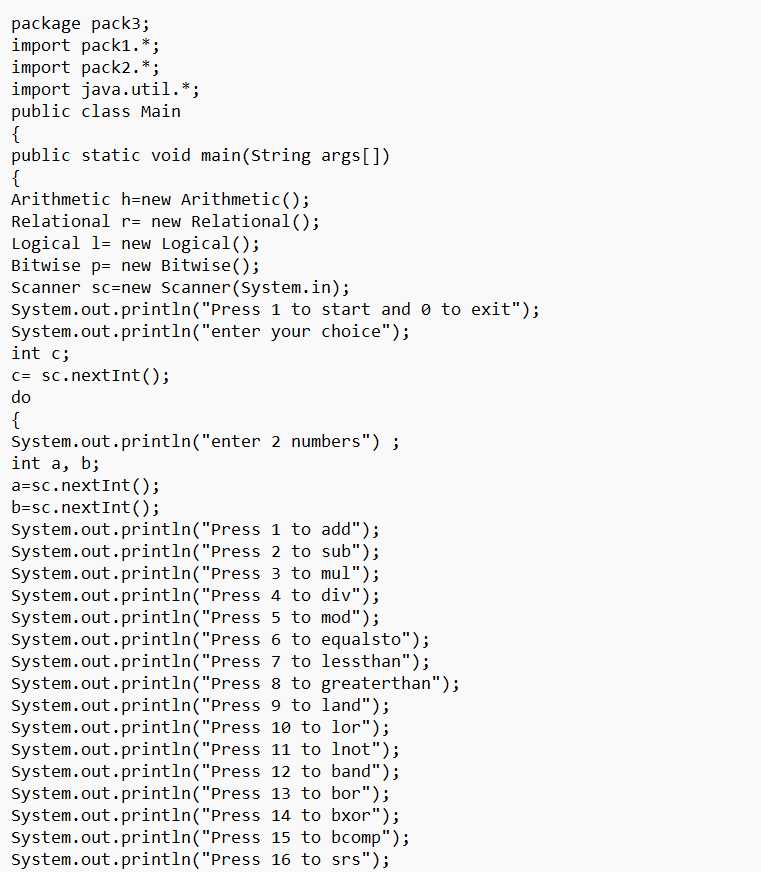 package pack3;
import pack1.*;
import pack2.*;
import java.util.*;
public class Main
{
public static void main(String args[])
{
Arithmetic h=new Arithmetic();
Relational r= new Relational();
Logical l= new Logical();
Bitwise p= new Bitwise();
Scanner sc=new Scanner(System.in);
System.out.println("Press 1 to start and 0 to exit");
System.out.println("enter your choice");
int c;
c= sc.nextInt();
do
{
System.out.println("enter 2 numbers") ;
int a, b;
a=sc.nextInt();
b=sc.nextInt();
System.out.println("Press 1 to add");
System.out.println("Press 2 to sub");
System.out.println("Press 3 to mul");
System.out.println("Press 4 to div");
System.out.println("Press 5 to mod");
System.out.println("Press 6 to equalsto");
System.out.println("Press 7 to lessthan");
System.out.println("Press 8 to greaterthan");
System.out.println("Press 9 to land");
System.out.println("Press 10 to lor");
System.out.println("Press 11 to lnot");
System.out.println("Press 12 to band");
System.out.println("Press 13 to bor");
System.out.println("Press 14 to bxor");
System.out.println("Press 15 to bcomp");
System.out.println("Press 16 to srs");